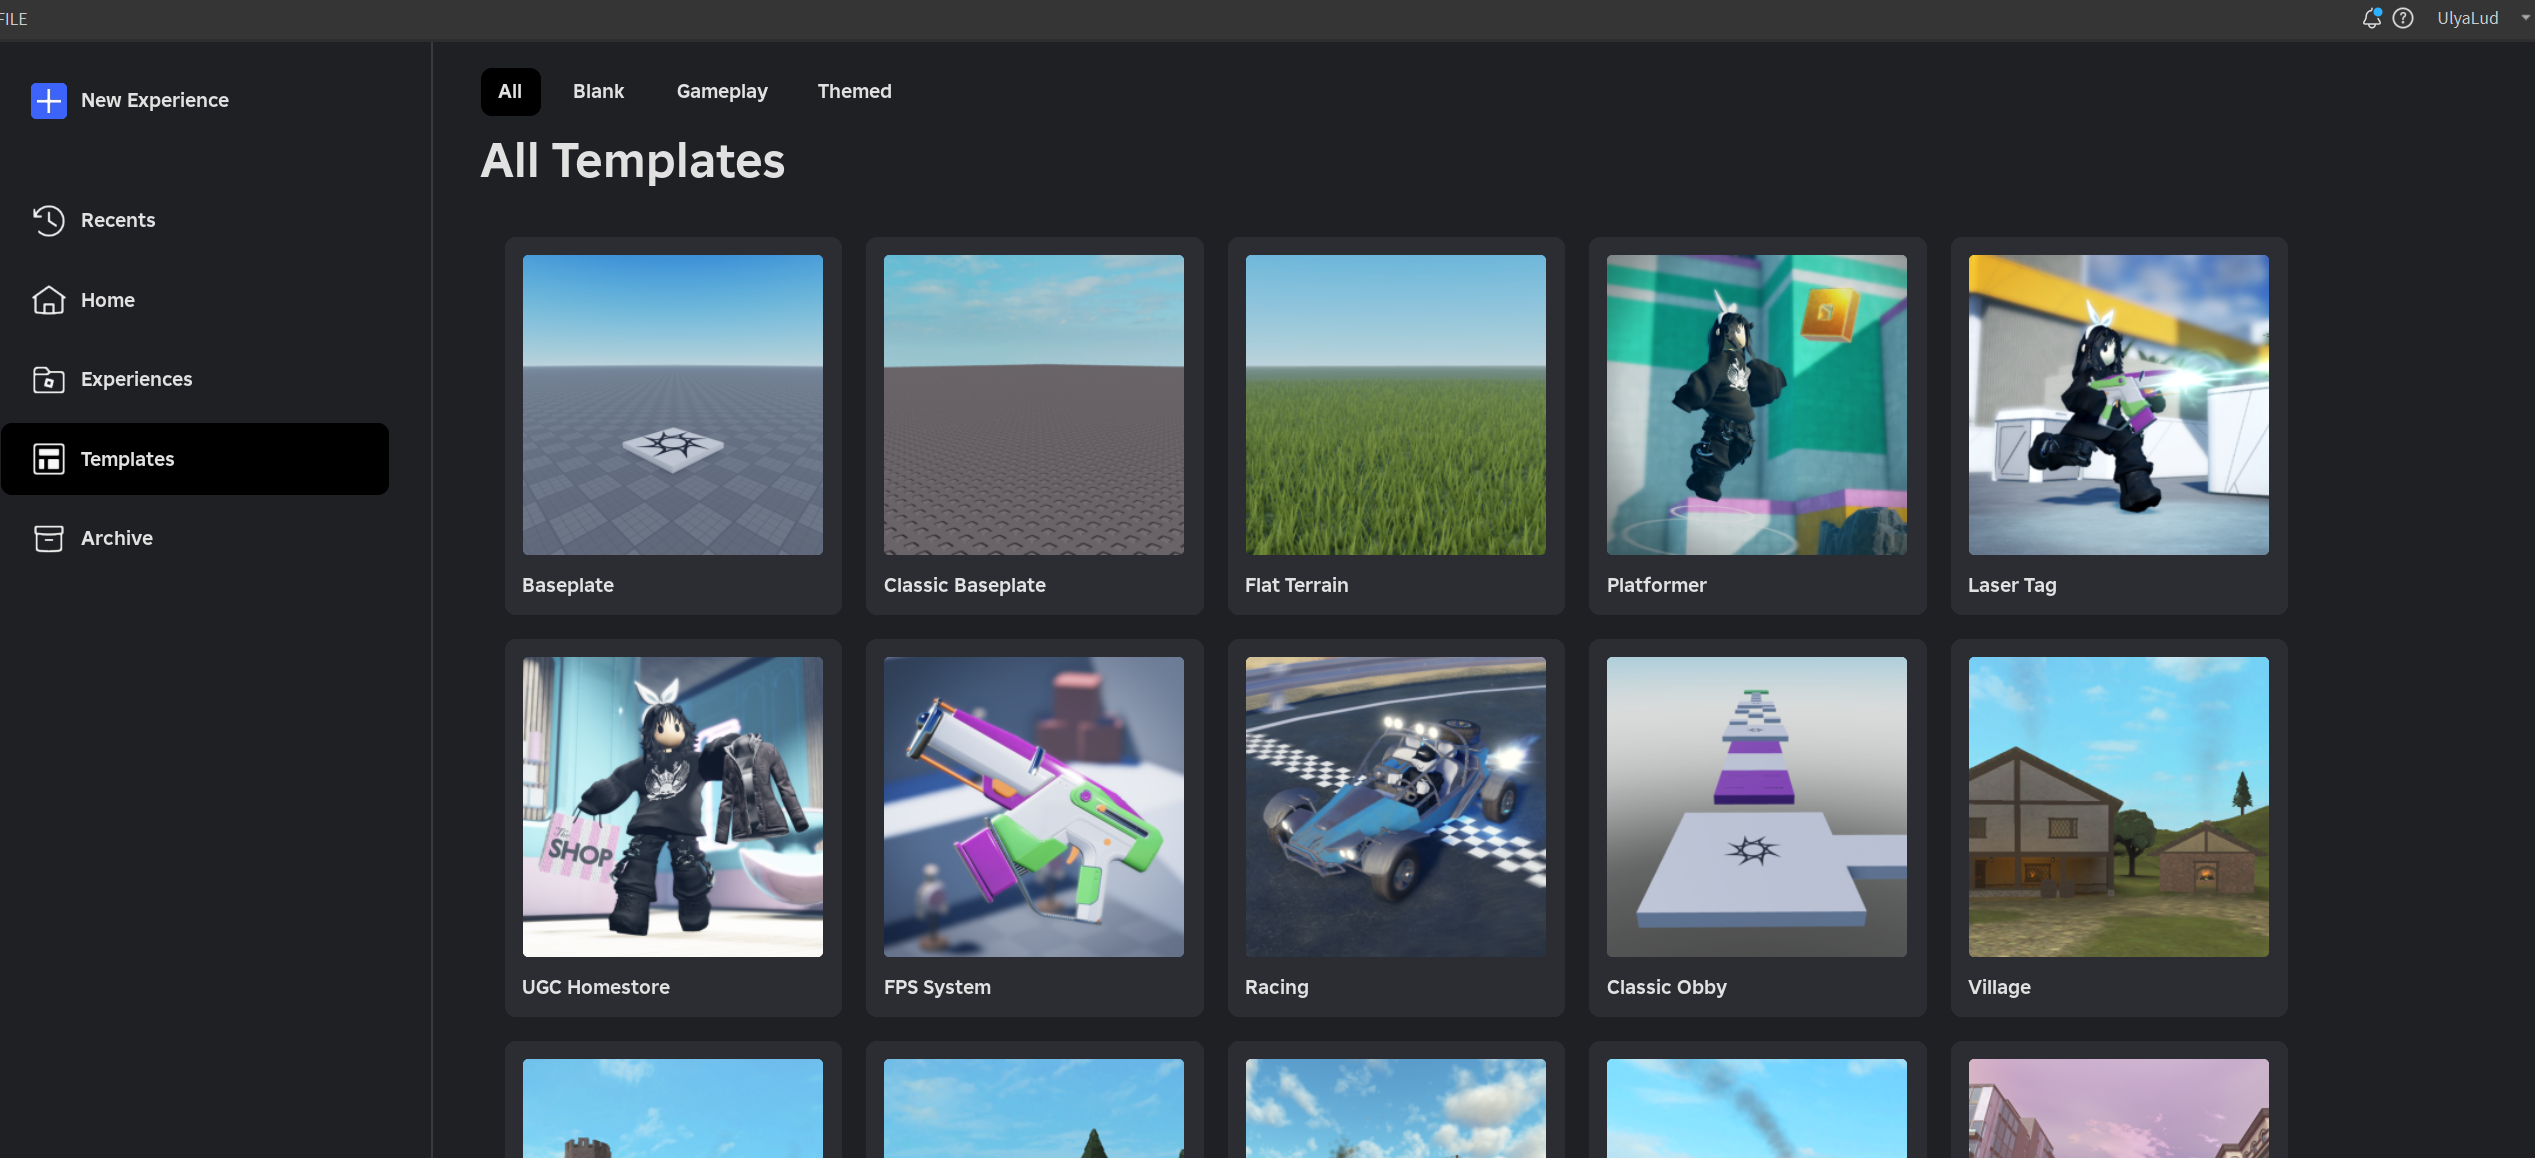 FILE
UlyaLud
New Experience
Recents
Home
Experiences
Templates
Archive
All
Blank
Gameplay
Themed
All Templates
Baseplate
Classic Baseplate
Flat Terrain
Platformer
Laser Tag
The
SHOP
UGC Homestore
FPS System
Racing
Classic Obby
Village